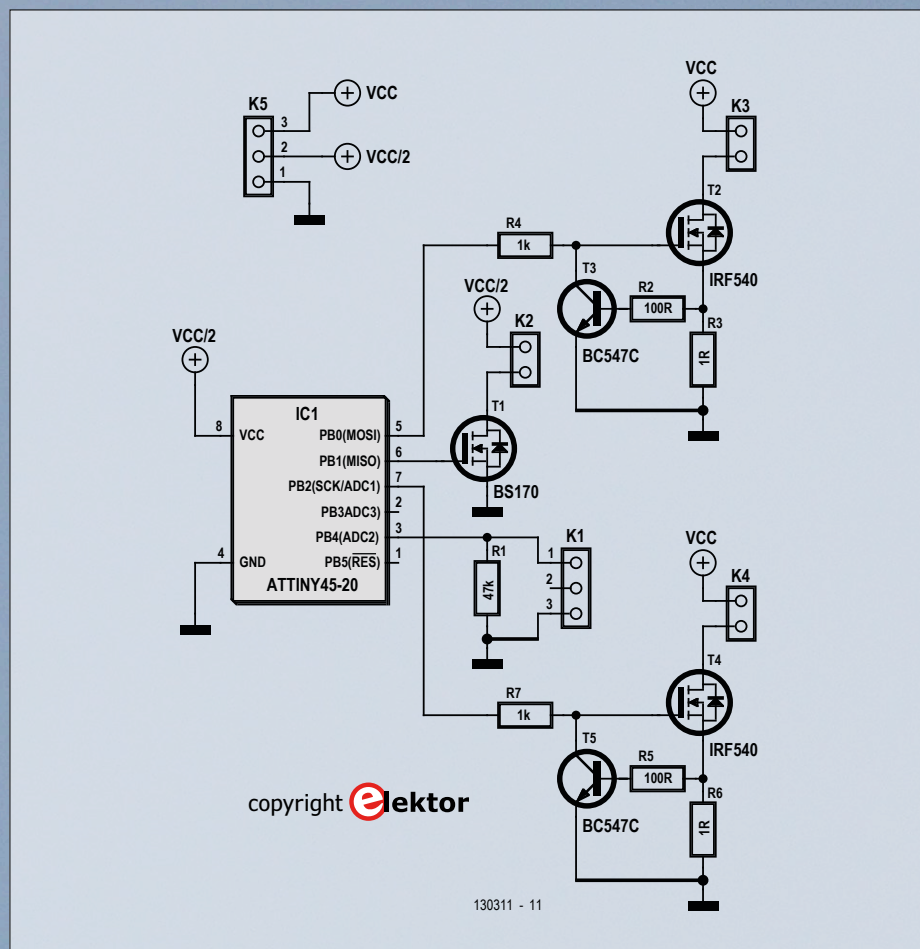 K5
3
VCC
2
VCC/2
1
VCC
K3
T2
IRF540
R4
1k
T3
BC547C
R2
100R
R3
1R
VCC/2
K2
T1
BS170
VCC/2
IC1
8
VCC
4
GND
PB0(MOSI)
5
PB1(MISO)
6
PB2(SCK/ADC1)
7
PB3ADC3)
2
PB4(ADC2)
3
PB5(RES)
1
ATTINY45-20
R1
47k
K1
1
2
3
VCC
K4
T4
IRF540
R7
1k
T5
BC547C
R5
100R
R6
1R
copyright elektor
130311 - 11